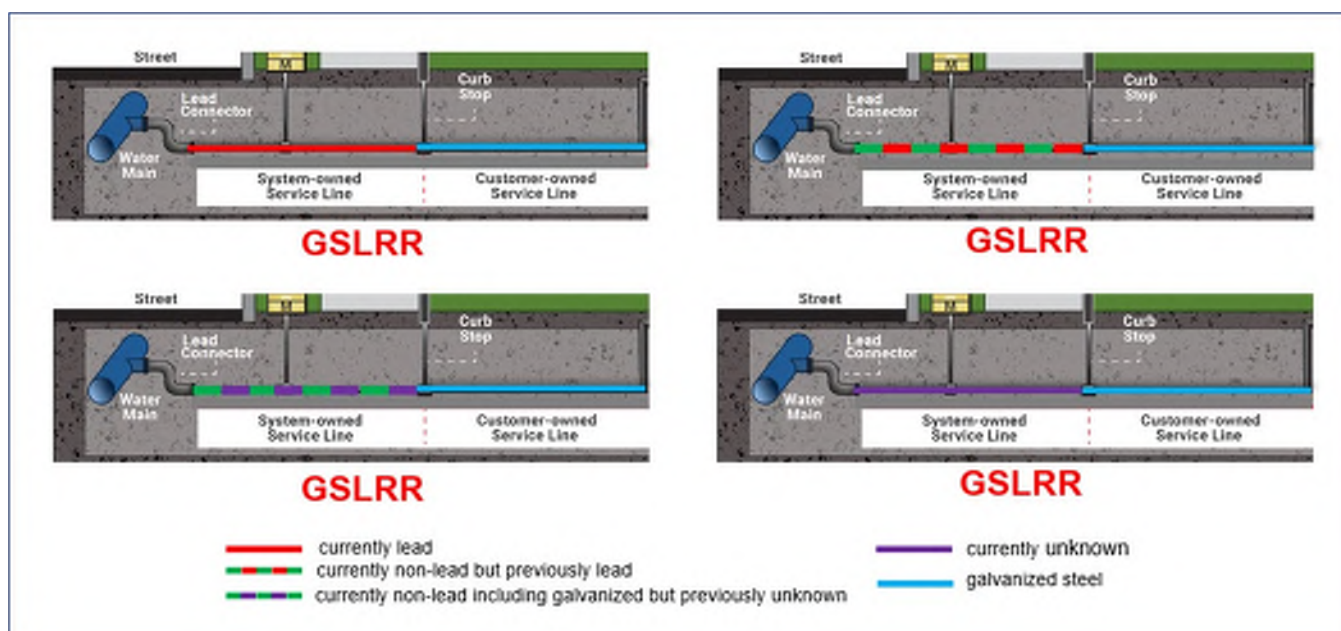 Street
M
Lead
Connector
Curb
Stop
Water
Main
System-owned
Service Line
Customer-owned
Service Line
GSLRR
Street
M
Lead
Connector
Curb
Stop
Water
Main
System-owned
Service Line
Customer-owned
Service Line
GSLRR
Street
M
Lead
Connector
Curb
Stop
Water
Main
System-owned
Service Line
Customer-owned
Service Line
GSLRR
Street
M
Lead
Connector
Curb
Stop
Water
Main
System-owned
Service Line
Customer-owned
Service Line
GSLRR
currently lead
currently non-lead but previously lead
currently non-lead including galvanized but previously unknown
currently unknown
galvanized steel